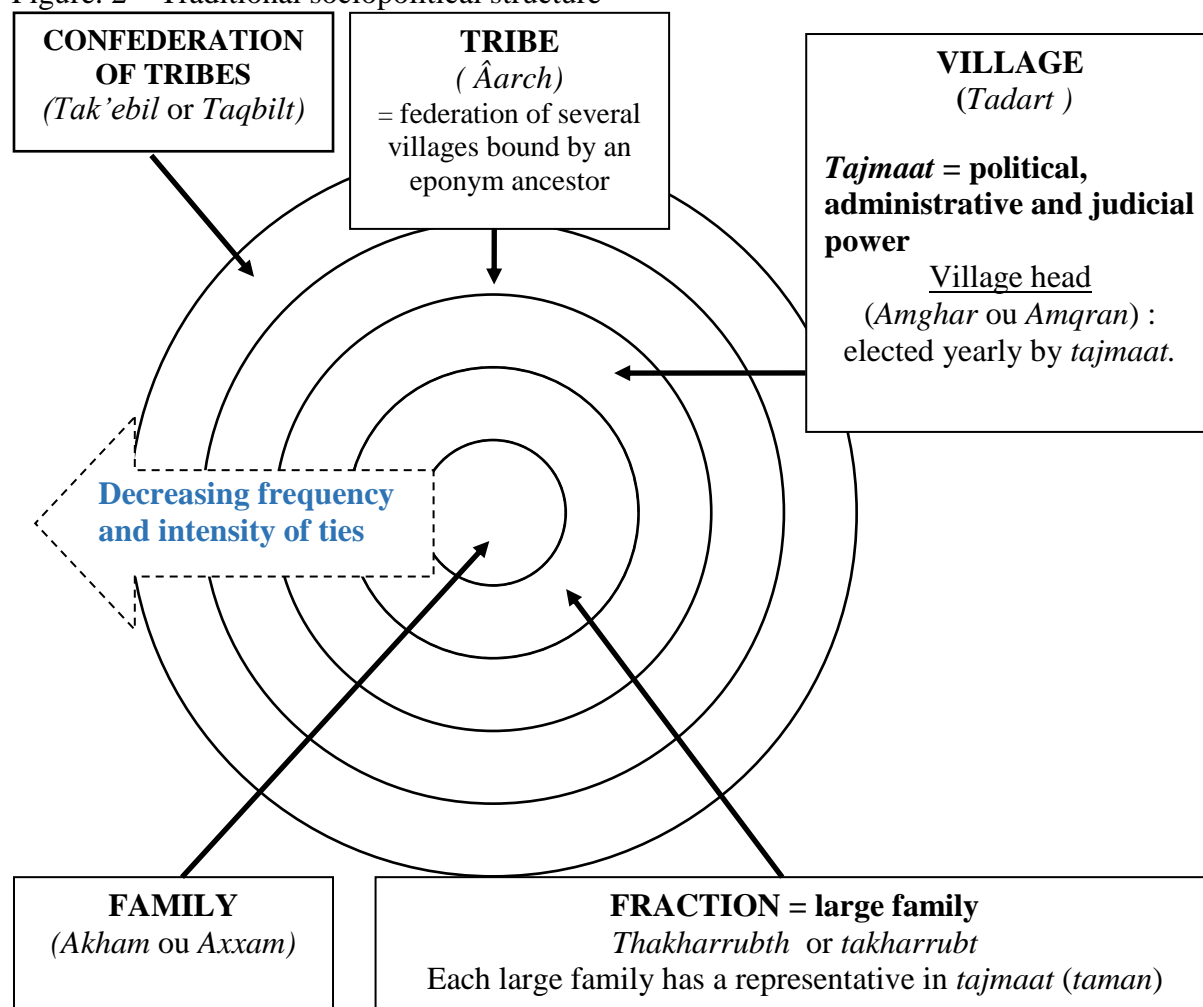 Figure. 2 – Traditional sociopolitical structure
CONFEDERATION
OF TRIBES
(Tak’ebil or Taqbilt)
TRIBE
( Âarch)
= federation of several
villages bound by an
eponym ancestor
VILLAGE
(Tadart )
Tajmaat = political,
administrative and judicial
power
Village head
(Amghar ou Amqran) :
elected yearly by tajmaat.
Decreasing frequency
and intensity of ties
FAMILY
(Akham ou Axxam)
FRACTION = large family
Thakharrubth or takharrubt
Each large family has a representative in tajmaat (taman)